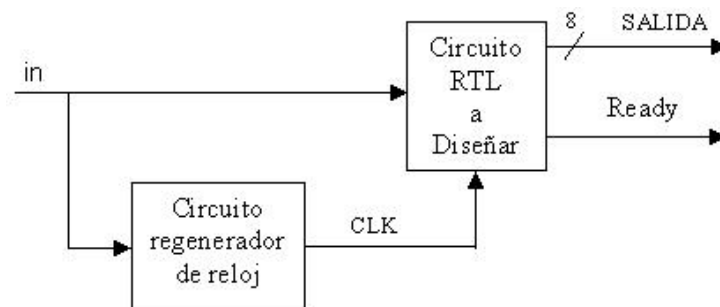 in
Circuito
RTL
a
Diseñar
8
SALIDA
Ready
Circuito
regenerador
de reloj
CLK